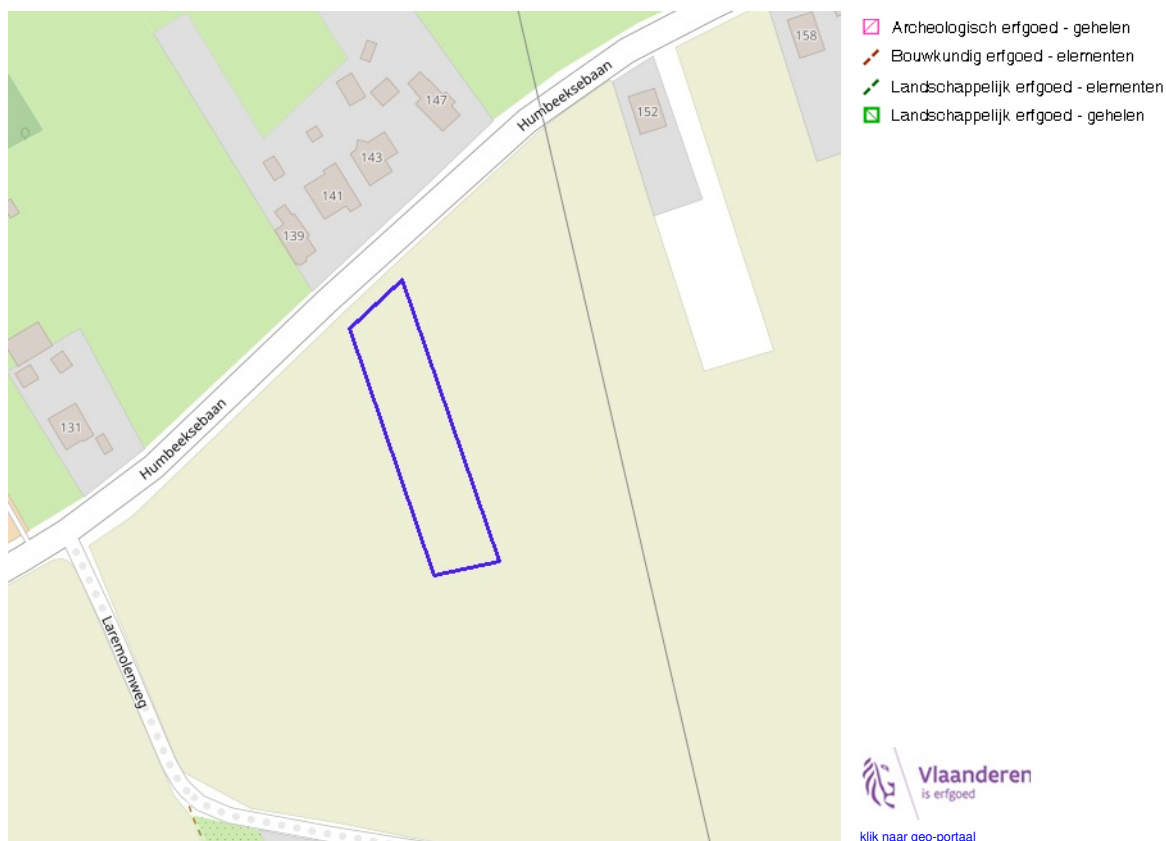 Archeologisch erfgoed - gehelen
Bouwkundig erfgoed - elementen
Landschappelijk erfgoed - elementen
Landschappelijk erfgoed - gehelen
158
147
152
Humbeeksebaan
143
141
139
131
Humbeeksebaan
Laremolenweg
Vlaanderen
is erfgoed
klik naar geo-portaal